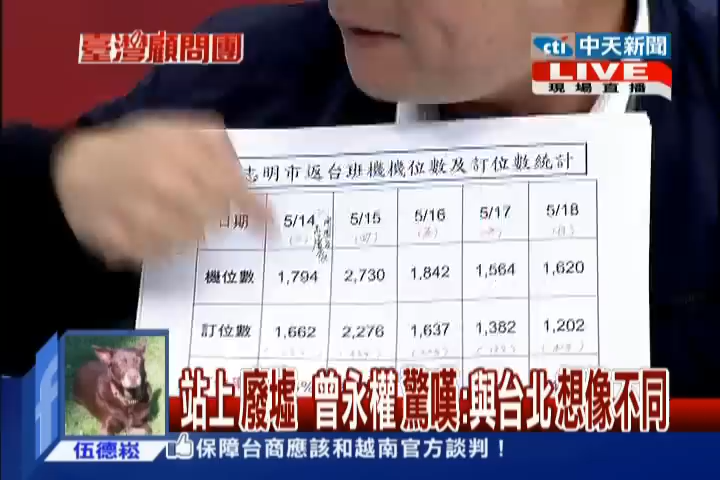 臺灣顧問團
cti 中天新聞
LIVE
現場直播
志明市返台班機機位數及訂位數統計
日期 5/14 5/15 5/16 5/17 5/18
機位數 1,794 2,730 1,842 1,564 1,620
訂位數 1,662 2,276 1,637 1,382 1,202
站上 廢墟 曾永權 驚嘆:與台北 想像不同
伍德崧 保障台商應該和越南官方談判！